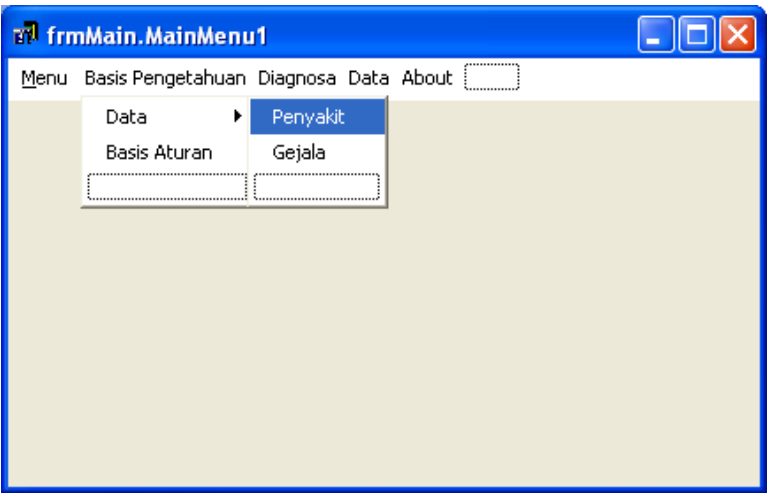 frmMain.MainMenu1
Menu Basis Pengetahuan Diagnosa Data About
Data Penyakit
Basis Aturan Gejala